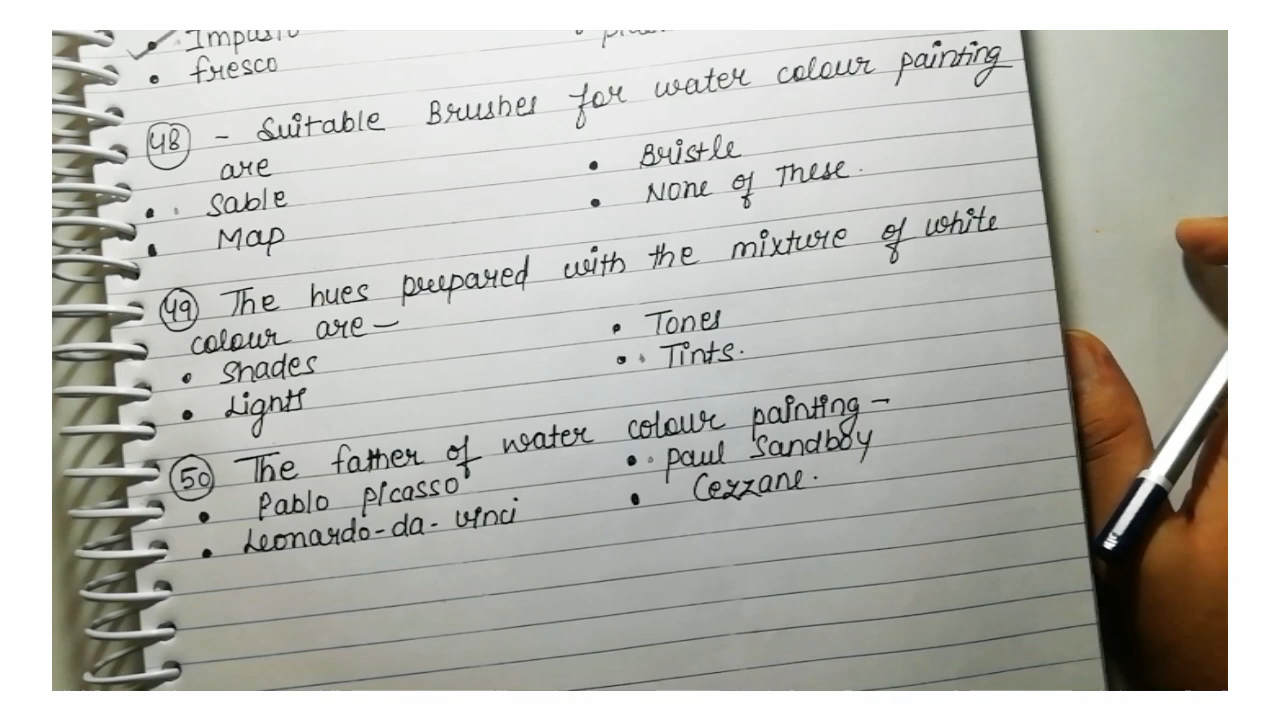 • fresco
48 - Suitable Brushes for water colour painting
are
• Sable • Bristle
• Map • None of These.
49 The hues prepared with the mixture of white
colour are –
• Shades • Tones
• Lights • Tints.
50 The father of water colour painting –
• Pablo Picasso • Paul Sandboy
• Leonardo-da-vinci • Cezzane.